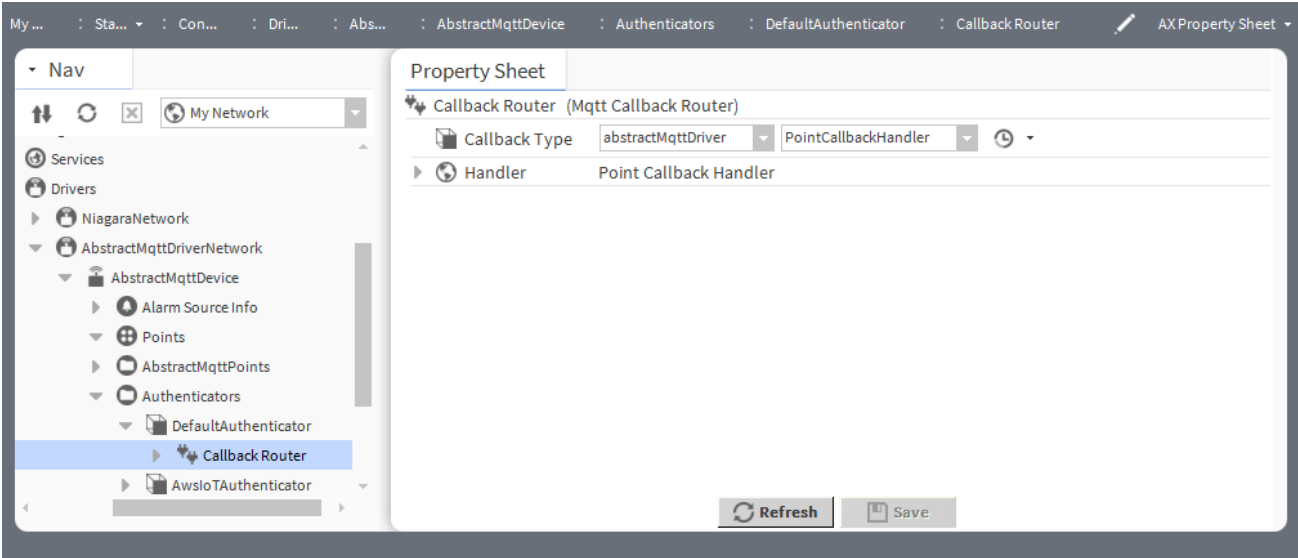 My ... : Sta... : Con... : Dri... : Abs... : AbstractMqttDevice : Authenticators : DefaultAuthenticator : Callback Router AX Property Sheet
Nav
My Network
Services
Drivers
NiagaraNetwork
AbstractMqttDriverNetwork
AbstractMqttDevice
Alarm Source Info
Points
AbstractMqttPoints
Authenticators
DefaultAuthenticator
Callback Router
AwsIoTAuthenticator
Property Sheet
Callback Router (Mqtt Callback Router)
Callback Type abstractMqttDriver PointCallbackHandler
Handler Point Callback Handler
Refresh Save